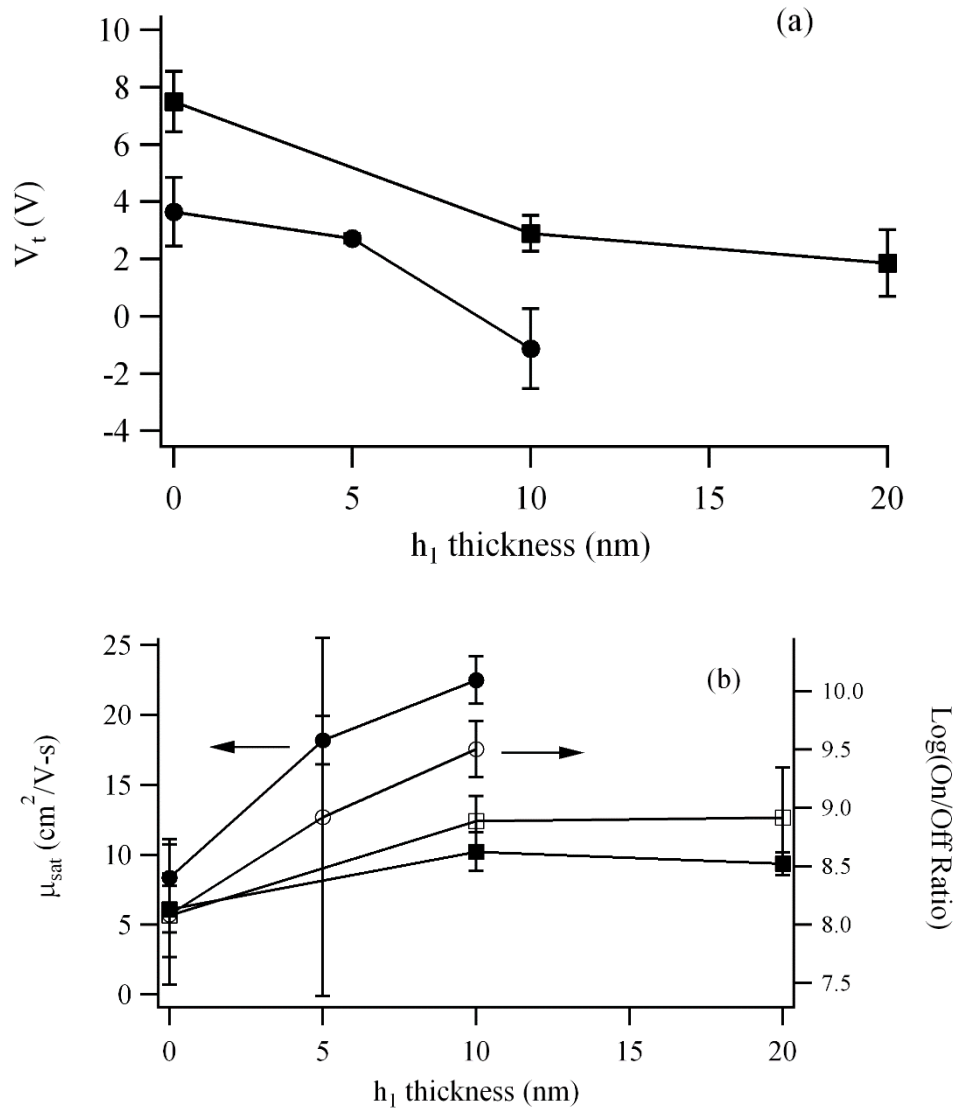 (a)
10
8
6
4
2
0
-2
-4
V_t (V)
0 5 10 15 20
h_1 thickness (nm)
(b)
25
20
15
10
5
0
μ_sat (cm^2/V-s)
10.0
9.5
9.0
8.5
8.0
7.5
Log(On/Off Ratio)
0 5 10 15 20
h_1 thickness (nm)